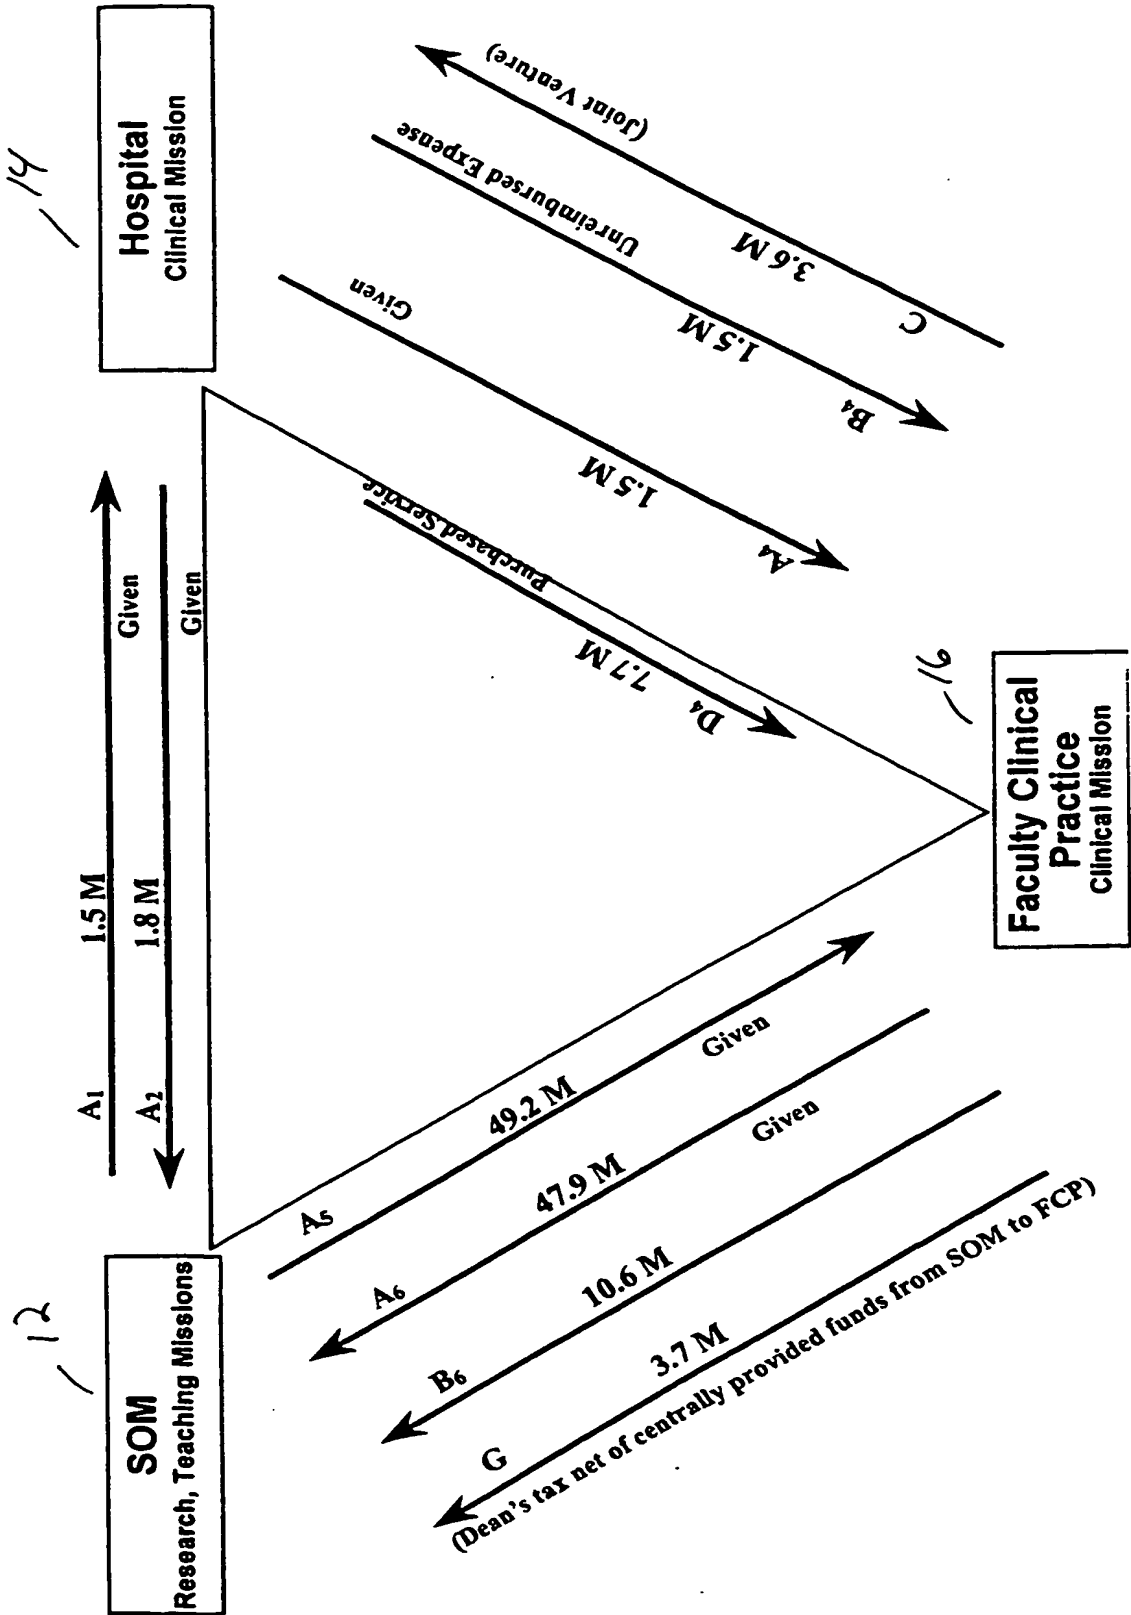 12
SOM
Research, Teaching Missions
14
Hospital
Clinical Mission
A1 1.5 M
Given
A2 1.8 M
Given
A5 49.2 M Given
A6 47.9 M Given
B6 10.6 M
G 3.7 M
(Dean's tax net of centrally provided funds from SOM to FCP)
Purchased Service
D4 7.7 M
Given
A4 1.5 M
Unreimbursed Expense
B4 1.5 M
(Joint Venture)
C 3.6 M
16
Faculty Clinical
Practice
Clinical Mission